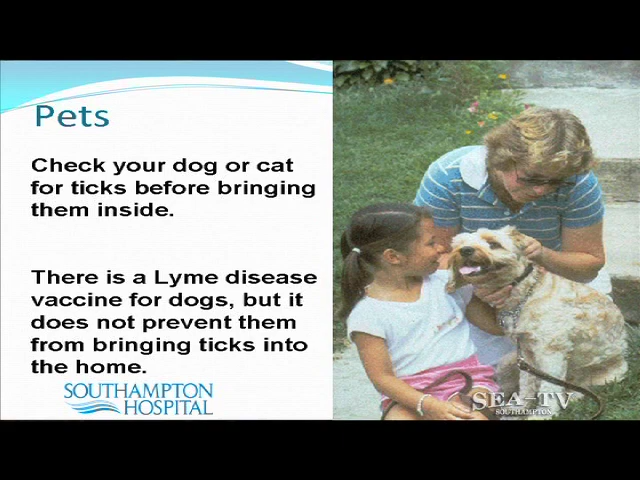 Pets
Check your dog or cat
for ticks before bringing
them inside.
There is a Lyme disease
vaccine for dogs, but it
does not prevent them
from bringing ticks into
the home.
SOUTHAMPTON
HOSPITAL
SEA-TV
SOUTHAMPTON